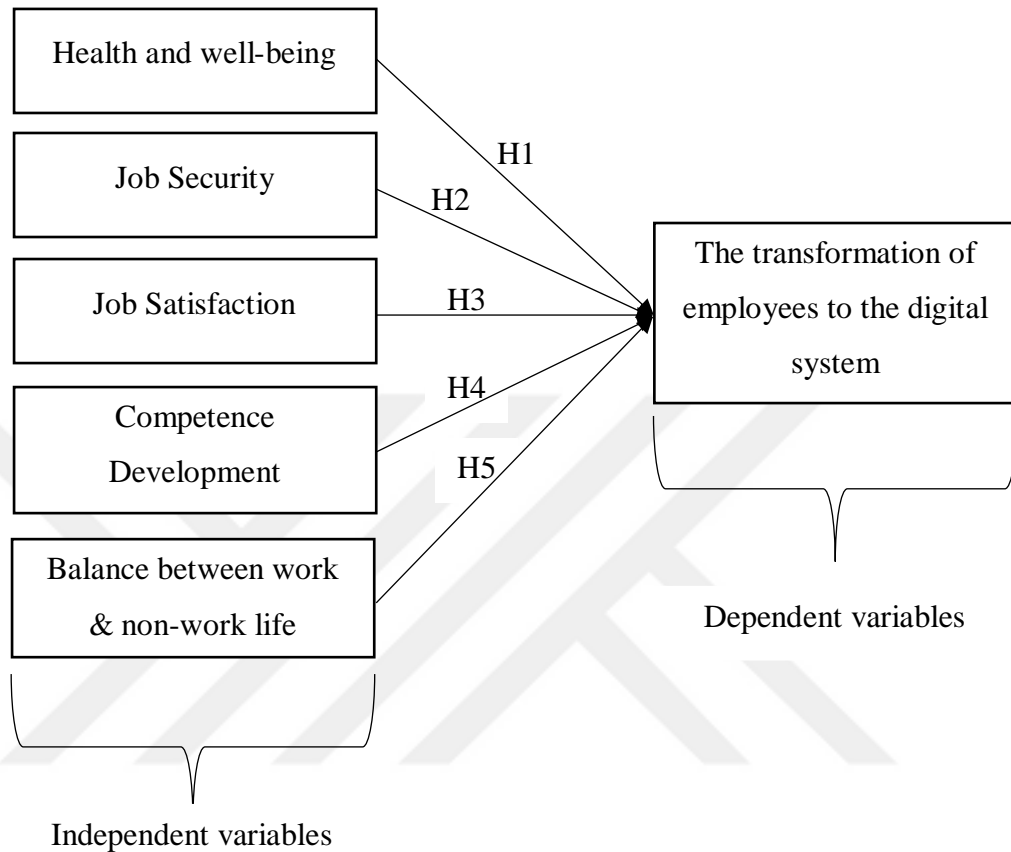 Health and well-being
H1
Job Security
H2
Job Satisfaction
H3
The transformation of
employees to the digital
system
Competence
Development
H4
H5
Balance between work
& non-work life
Dependent variables
Independent variables